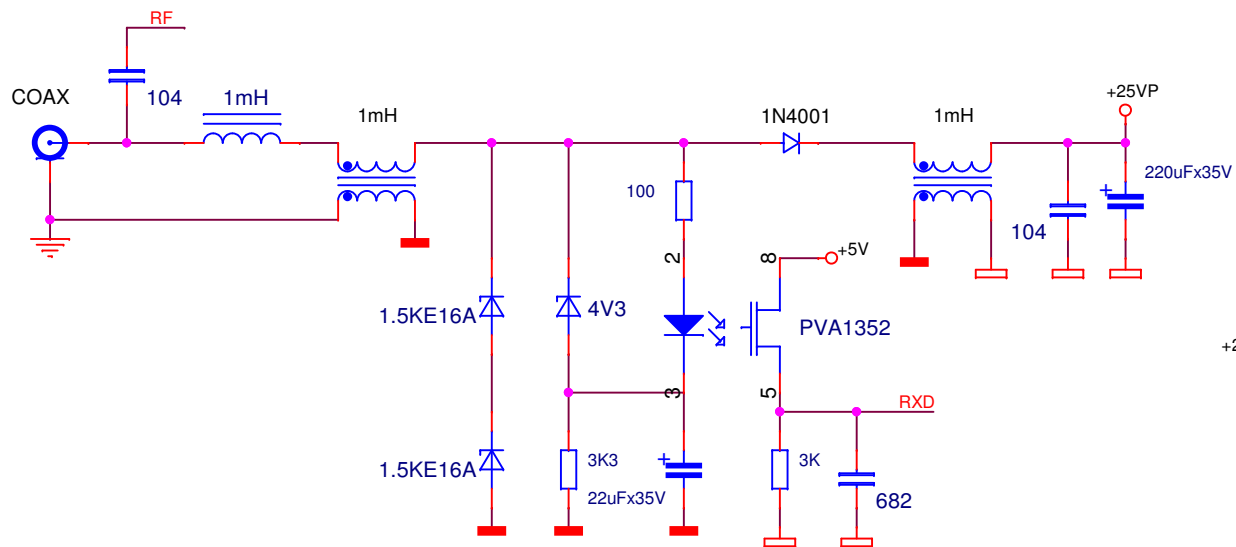 RF
COAX
104
1mH
1mH
1N4001
1mH
+25VP
220uFx35V
+
100
104
2
8
+5V
1.5KE16A
4V3
PVA1352
+2
3
5
RXD
1.5KE16A
3K3
+
3K
22uFx35V
682